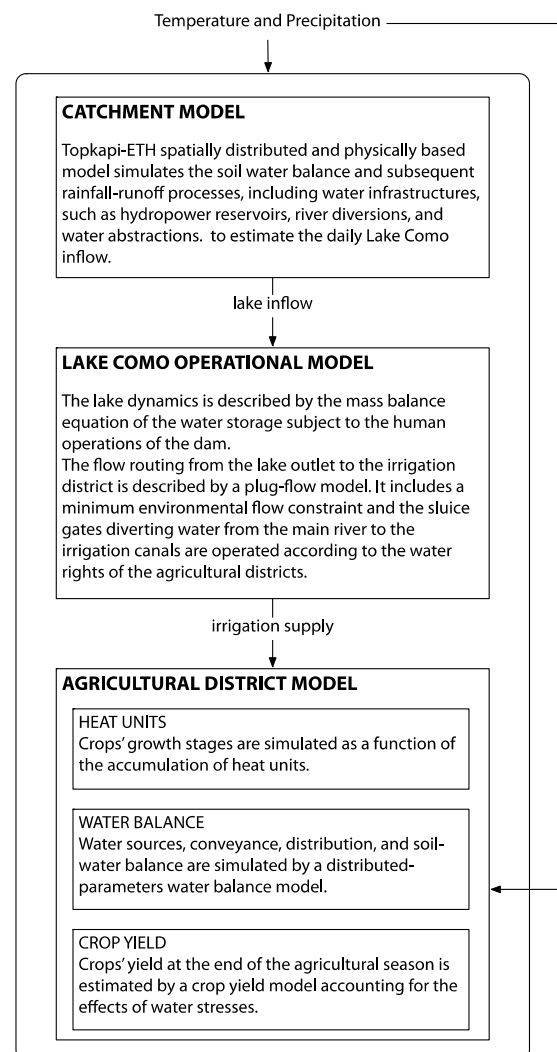 Temperature and Precipitation
CATCHMENT MODEL
Topkapi-ETH spatially distributed and physically based
model simulates the soil water balance and subsequent
rainfall-runoff processes, including water infrastructures,
such as hydropower reservoirs, river diversions, and
water abstractions.  to estimate the daily Lake Como
inflow.
lake inflow
LAKE COMO OPERATIONAL MODEL
The lake dynamics is described by the mass balance
equation of the water storage subject to the human
operations of the dam.
The flow routing from the lake outlet to the irrigation
district is described by a plug-flow model. It includes a
minimum environmental flow constraint and the sluice
gates diverting water from the main river to the
irrigation canals are operated according to the water
rights of the agricultural districts.
irrigation supply
AGRICULTURAL DISTRICT MODEL
HEAT UNITS
Crops' growth stages are simulated as a function of
the accumulation of heat units.
WATER BALANCE
Water sources, conveyance, distribution, and soil-
water balance are simulated by a distributed-
parameters water balance model.
CROP YIELD
Crops' yield at the end of the agricultural season is
estimated by a crop yield model accounting for the
effects of water stresses.